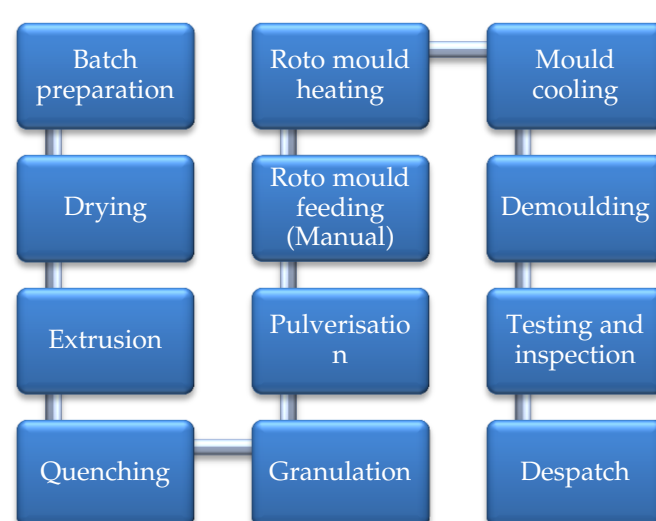 Batch
preparation
Drying
Extrusion
Quenching
Granulation
Pulverisatio
n
Roto mould
feeding
(Manual)
Roto mould
heating
Mould
cooling
Demoulding
Testing and
inspection
Despatch